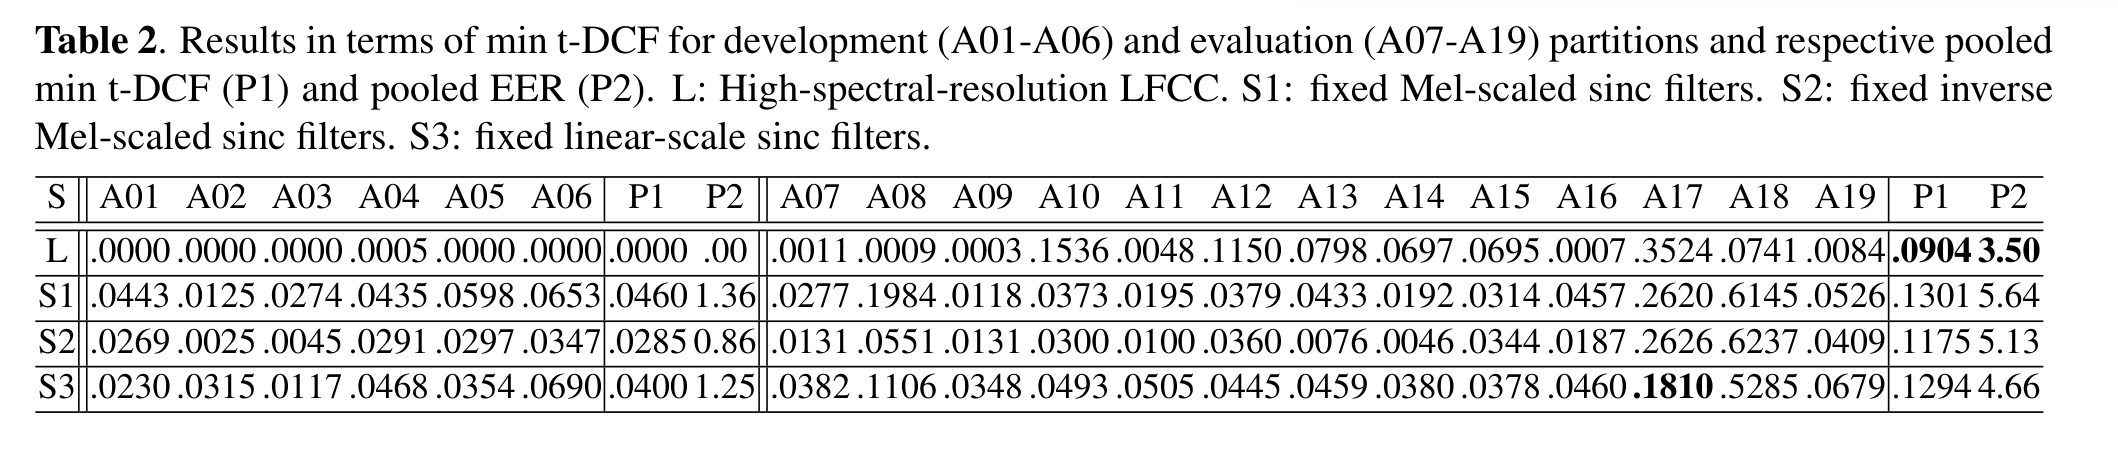 Table 2. Results in terms of min t-DCF for development (A01-A06) and evaluation (A07-A19) partitions and respective pooled
min t-DCF (P1) and pooled EER (P2). L: High-spectral-resolution LFCC. S1: fixed Mel-scaled sinc filters. S2: fixed inverse
Mel-scaled sinc filters. S3: fixed linear-scale sinc filters.
S A01 A02 A03 A04 A05 A06 P1 P2 A07 A08 A09 A10 A11 A12 A13 A14 A15 A16 A17 A18 A19 P1 P2
L .0000 .0000 .0000 .0005 .0000 .0000 .0000 .00 .0011 .0009 .0003 .1536 .0048 .1150 .0798 .0697 .0695 .0007 .3524 .0741 .0084 .0904 3.50
S1 .0443 .0125 .0274 .0435 .0598 .0653 .0460 1.36 .0277 .1984 .0118 .0373 .0195 .0379 .0433 .0192 .0314 .0457 .2620 .6145 .0526 .1301 5.64
S2 .0269 .0025 .0045 .0291 .0297 .0347 .0285 0.86 .0131 .0551 .0131 .0300 .0100 .0360 .0076 .0046 .0344 .0187 .2626 .6237 .0409 .1175 5.13
S3 .0230 .0315 .0117 .0468 .0354 .0690 .0400 1.25 .0382 .1106 .0348 .0493 .0505 .0445 .0459 .0380 .0378 .0460 .1810 .5285 .0679 .1294 4.66